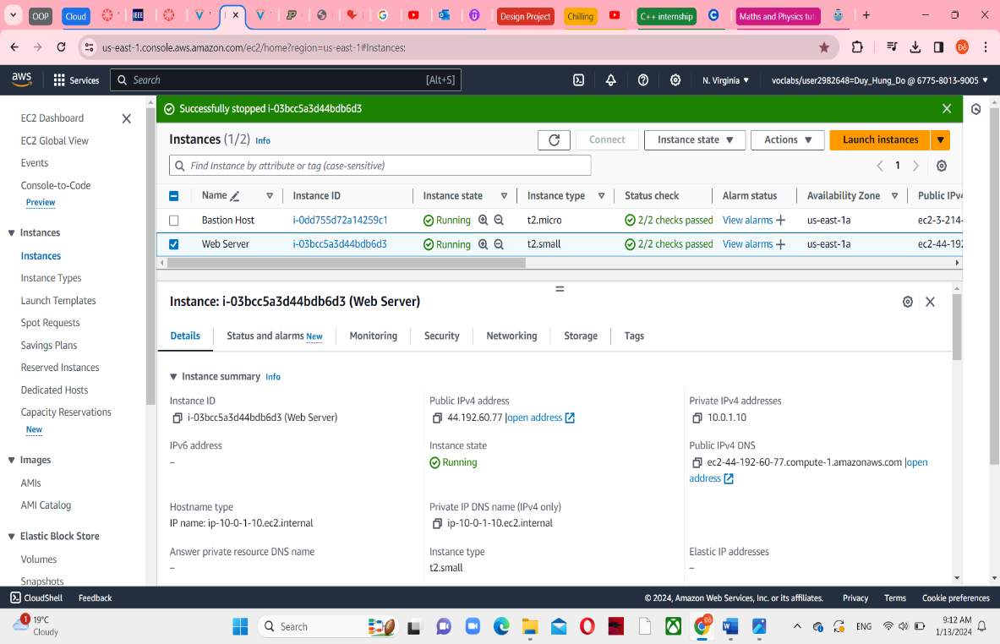 OOP
Cloud
IEEE
Design Project
Chilling
C++ internship
Maths and Physics tut
us-east-1.console.aws.amazon.com/ec2/home?region=us-east-1#Instances:
Đỗ
aws
Services
Search
[Alt+S]
N. Virginia
voclabs/user2982648=Duy_Hung_Do @ 6775-8013-9005
EC2 Dashboard
EC2 Global View
Events
Console-to-Code
Preview
Instances
Instances
Instance Types
Launch Templates
Spot Requests
Savings Plans
Reserved Instances
Dedicated Hosts
Capacity Reservations
New
Images
AMIs
AMI Catalog
Elastic Block Store
Volumes
Snapshots
Successfully stopped i-03bcc5a3d44bdb6d3
Instances (1/2) Info
Connect
Instance state
Actions
Launch instances
Find Instance by attribute or tag (case-sensitive)
1
Name Instance ID Instance state Instance type Status check Alarm status Availability Zone Public IPv4
Bastion Host i-0dd755d72a14259c1 Running t2.micro 2/2 checks passed View alarms + us-east-1a ec2-3-214-
Web Server i-03bcc5a3d44bdb6d3 Running t2.small 2/2 checks passed View alarms + us-east-1a ec2-44-192
Instance: i-03bcc5a3d44bdb6d3 (Web Server)
Details Status and alarms New Monitoring Security Networking Storage Tags
Instance summary Info
Instance ID
i-03bcc5a3d44bdb6d3 (Web Server)
Public IPv4 address
44.192.60.77 |open address
Private IPv4 addresses
10.0.1.10
IPv6 address
–
Instance state
Running
Public IPv4 DNS
ec2-44-192-60-77.compute-1.amazonaws.com |open
address
Hostname type
IP name: ip-10-0-1-10.ec2.internal
Private IP DNS name (IPv4 only)
ip-10-0-1-10.ec2.internal
Answer private resource DNS name
–
Instance type
t2.small
Elastic IP addresses
–
CloudShell
Feedback
© 2024, Amazon Web Services, Inc. or its affiliates.
Privacy
Terms
Cookie preferences
1
19°C
Cloudy
Search
ENG
9:12 AM
1/13/2024